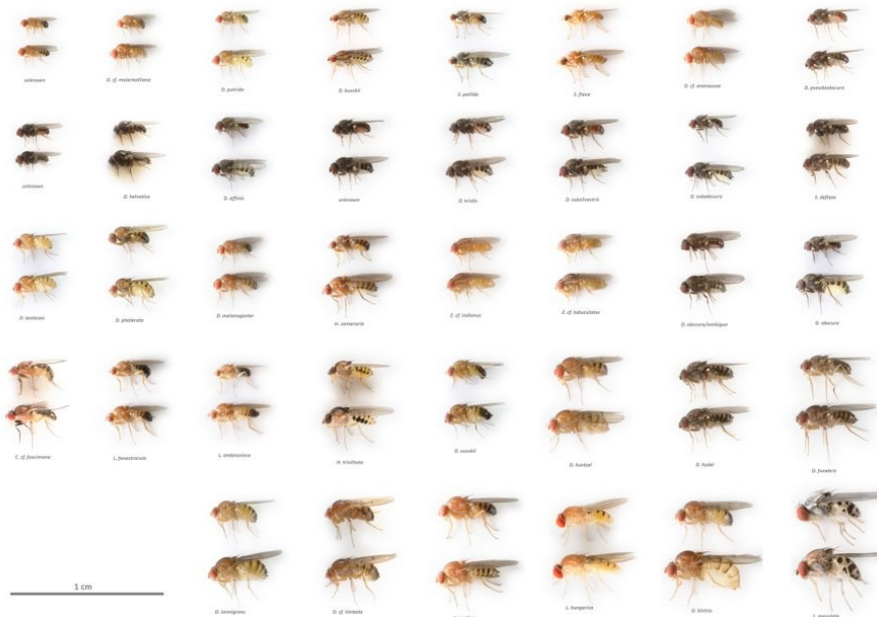 unknown
D. cf. malerkotliana
D. putrida
D. busckii
S. pallida
S. flava
D. cf. ananassae
D. pseudoobscura
unknown
D. helvetica
D. affinis
unknown
D. tristis
D. subsilvestris
D. subobscura
S. deflexa
D. testacea
D. phalerata
D. melanogaster
H. cameraria
Z. cf. indianus
Z. cf. tuberculatus
D. obscura/ambigua
D. obscura
C. cf. fuscimana
L. fenestrarum
L. andalusiaca
H. trivittata
D. suzukii
D. kuntzei
D. hydei
D. funebris
1 cm
D. immigrans
D. cf. limbata
L. hungarica
D. histrio
L. maculata